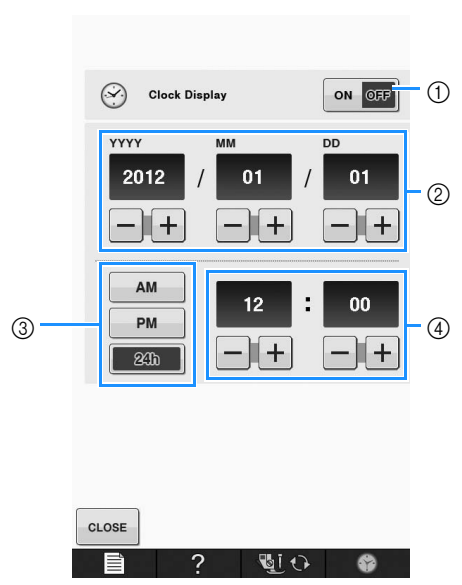 Clock Display ON OFF ①
YYYY MM DD
2012 / 01 / 01 ②
− + − + − +
AM
PM
24h
③
12 : 00 ④
− + − +
CLOSE
?